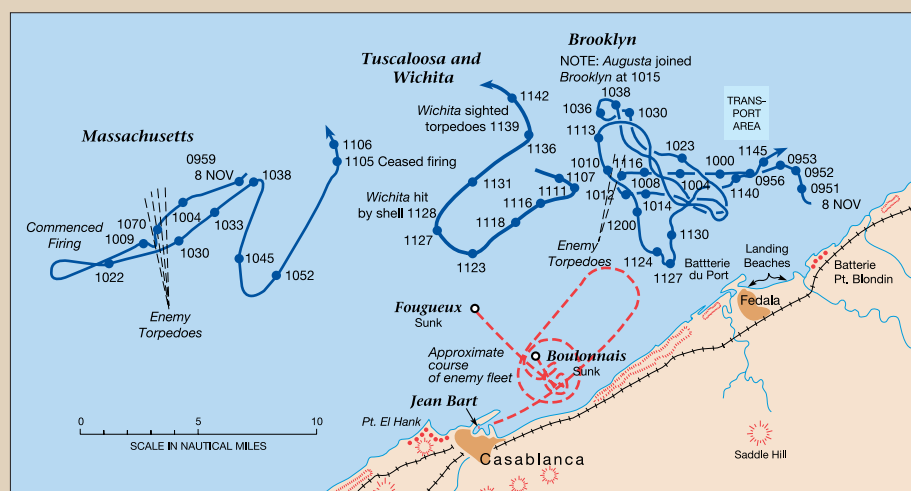 Massachusetts
0959
8 NOV
1038
1070
1004
1033
Commenced
Firing
1009
1030
1022
1045
1052
Enemy
Torpedoes
1106
1105 Ceased firing
Tuscaloosa and
Wichita
1142
Wichita sighted
torpedoes 1139
1136
1131
1107
1111
1116
Wichita hit
by shell 1128
1118
1127
1123
Brooklyn
NOTE: Augusta joined
Brooklyn at 1015
1038
1036
1030
1113
1023
TRANS-
PORT
AREA
1145
0953
1010
1116
1000
0952
1008
1004
0956
0951
8 NOV
1012
1014
1140
1200
1130
Enemy
Torpedoes
1124
1127
Battterie
du Port
Landing
Beaches
Batterie
Pt. Blondin
Fedala
Fougueux
Sunk
Boulonnais
Sunk
Approximate
course
of enemy fleet
Jean Bart
Pt. El Hank
Casablanca
Saddle Hill
0 5 10
SCALE IN NAUTICAL MILES